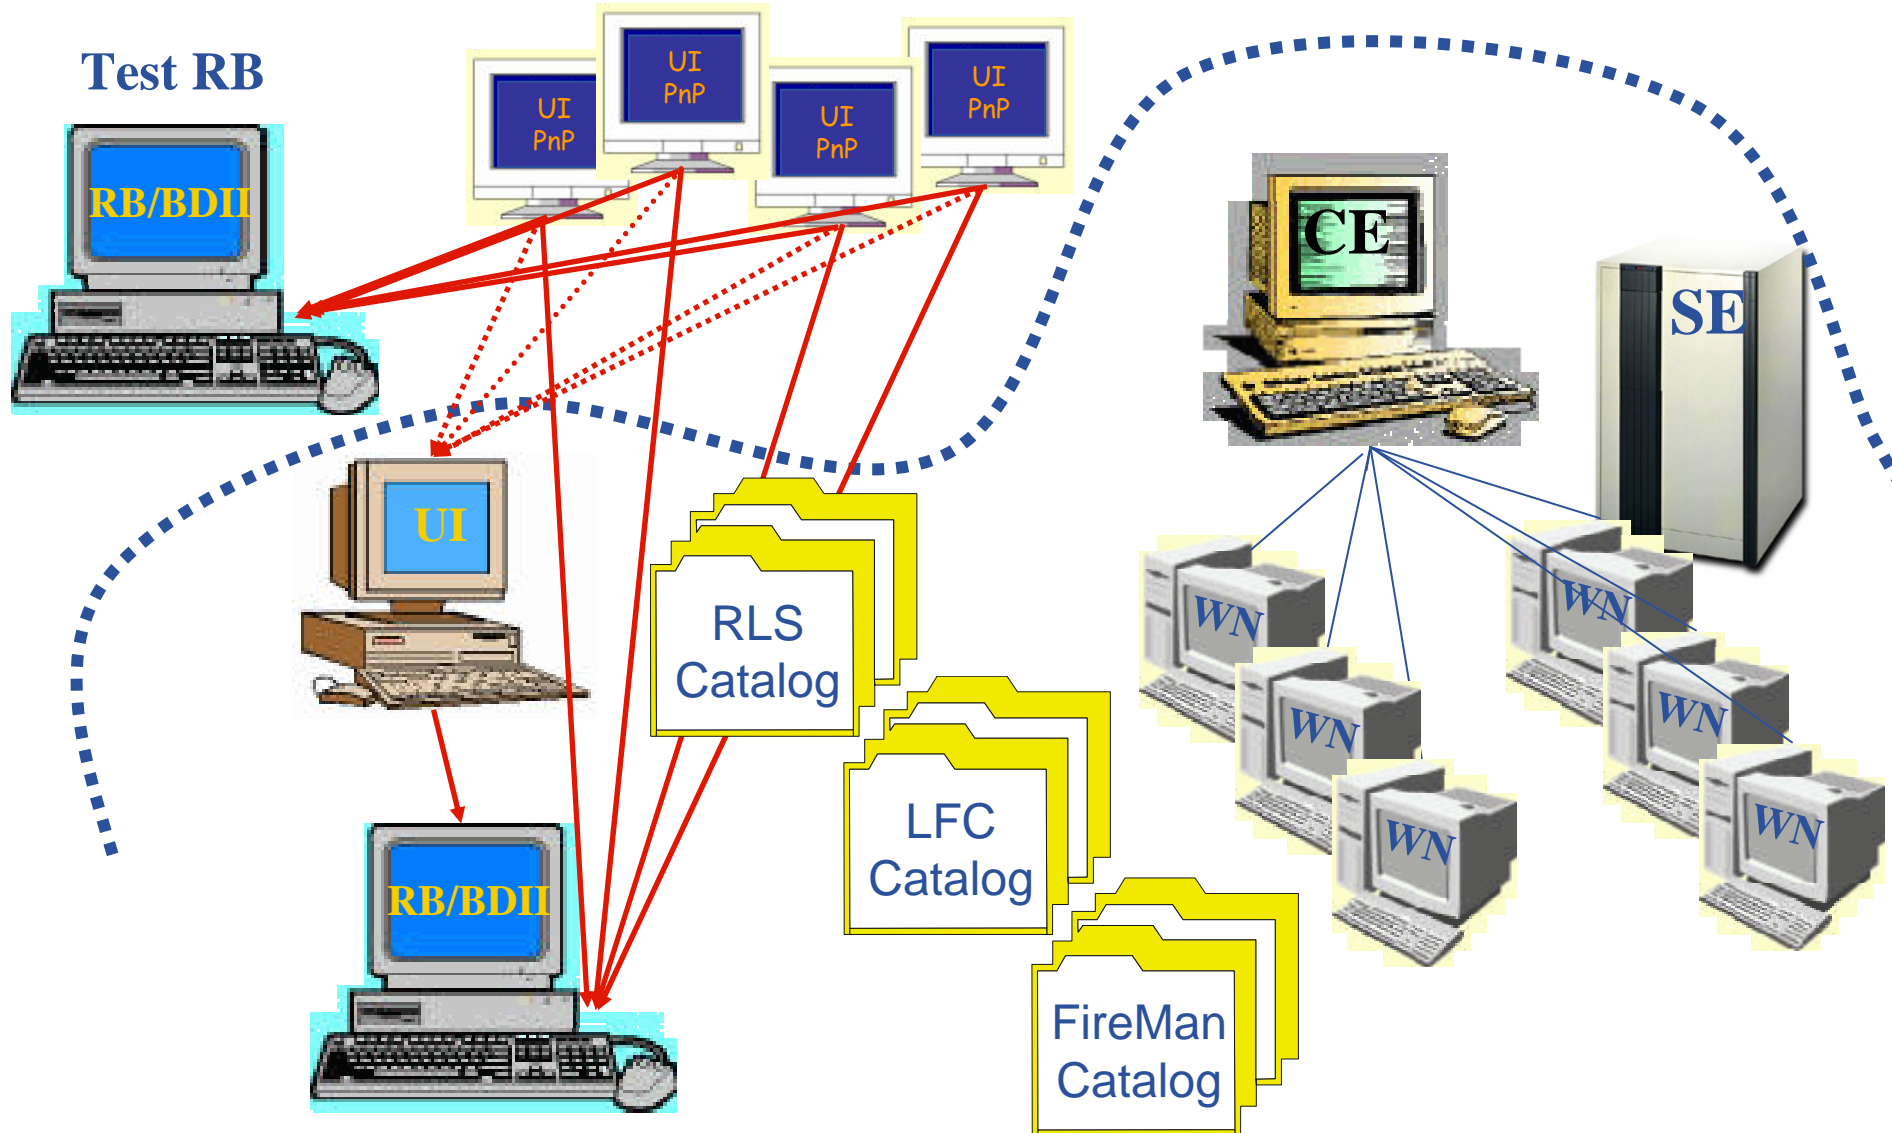 Test RB
RB/BDII
UI
PnP
UI
PnP
UI
PnP
UI
PnP
CE
SE
UI
RLS
Catalog
WN
WN
WN
WN
WN
WN
LFC
Catalog
RB/BDII
FireMan
Catalog